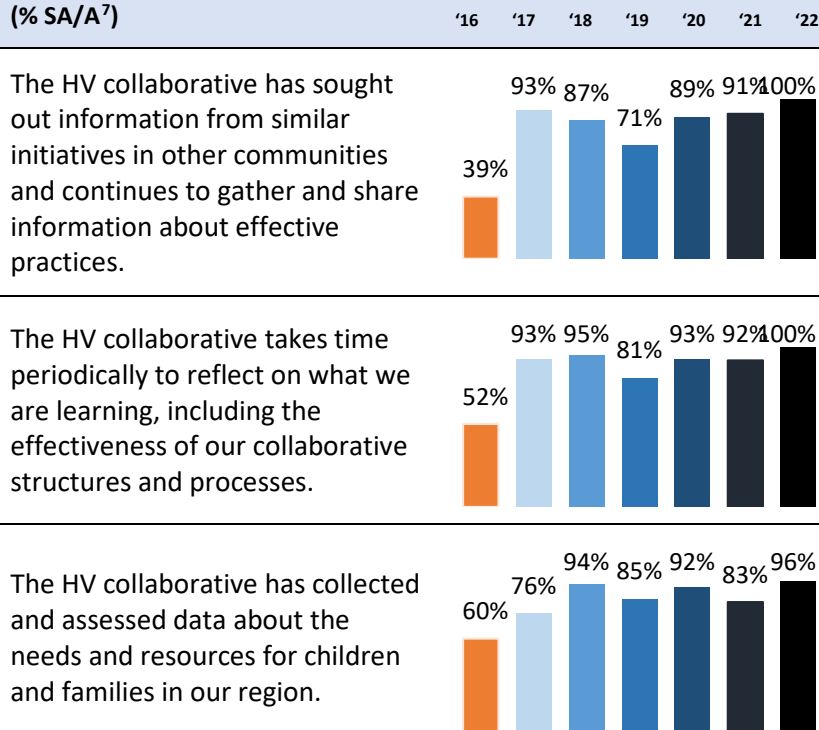 (% SA/A⁷) ‘16 ‘17 ‘18 ‘19 ‘20 ‘21 ‘22
The HV collaborative has sought
out information from similar
initiatives in other communities
and continues to gather and share
information about effective
practices.
39% 93% 87% 71% 89% 91% 100%
The HV collaborative takes time
periodically to reflect on what we
are learning, including the
effectiveness of our collaborative
structures and processes.
52% 93% 95% 81% 93% 92% 100%
The HV collaborative has collected
and assessed data about the
needs and resources for children
and families in our region.
60% 76% 94% 85% 92% 83% 96%